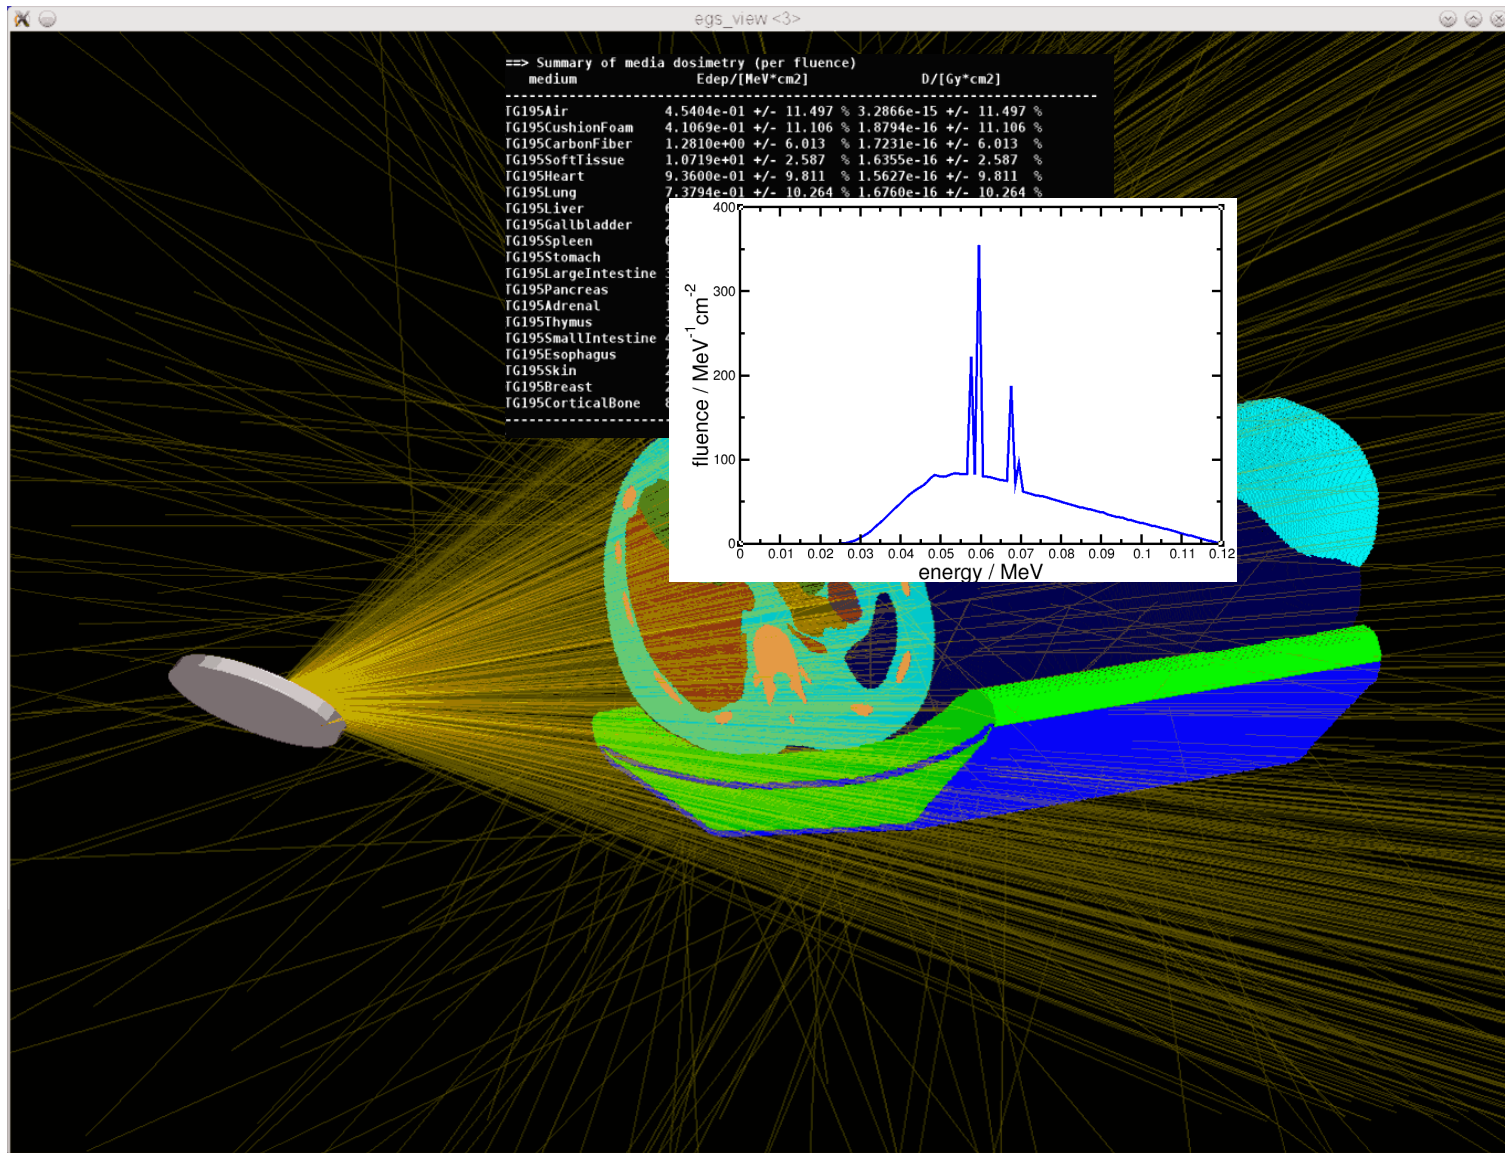 egs_view <3>
==> Summary of media dosimetry (per fluence)
medium Edep/[MeV*cm2] D/[Gy*cm2]
--------------------------------------------------------------------------
TG195Air 4.5404e-01 +/- 11.497 % 3.2866e-15 +/- 11.497 %
TG195CushionFoam 4.1069e-01 +/- 11.106 % 1.8794e-16 +/- 11.106 %
TG195CarbonFiber 1.2810e+00 +/- 6.013 % 1.7231e-16 +/- 6.013 %
TG195SoftTissue 1.0719e+01 +/- 2.587 % 1.6355e-16 +/- 2.587 %
TG195Heart 9.3600e-01 +/- 9.811 % 1.5627e-16 +/- 9.811 %
TG195Lung 7.3794e-01 +/- 10.264 % 1.6760e-16 +/- 10.264 %
TG195Liver
TG195Gallbladder
TG195Spleen
TG195Stomach
TG195LargeIntestine
TG195Pancreas
TG195Adrenal
TG195Thymus
TG195SmallIntestine
TG195Esophagus
TG195Skin
TG195Breast
TG195CorticalBone
400
300
200
100
0
fluence / MeV⁻¹cm⁻²
0 0.01 0.02 0.03 0.04 0.05 0.06 0.07 0.08 0.09 0.1 0.11 0.12
energy / MeV